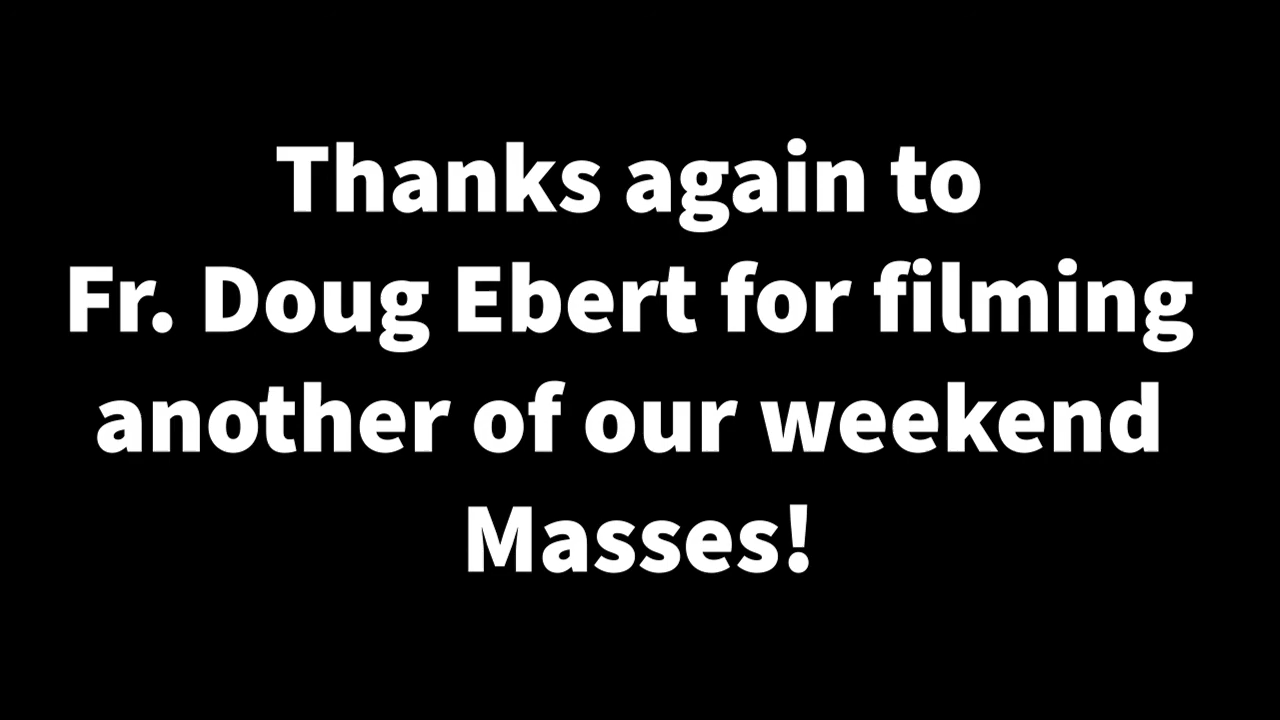 Thanks again to
Fr. Doug Ebert for filming
another of our weekend
Masses!